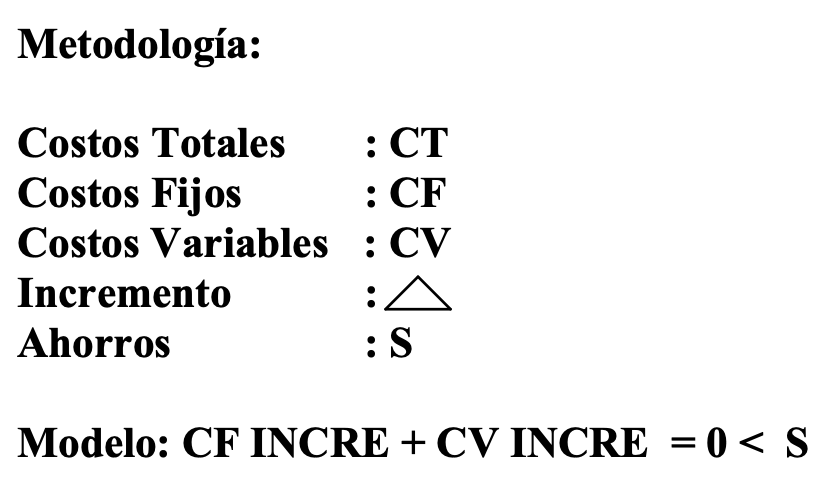 Metodología:
Costos Totales : CT
Costos Fijos : CF
Costos Variables : CV
Incremento : △
Ahorros : S
Modelo: CF INCRE + CV INCRE = 0 < S